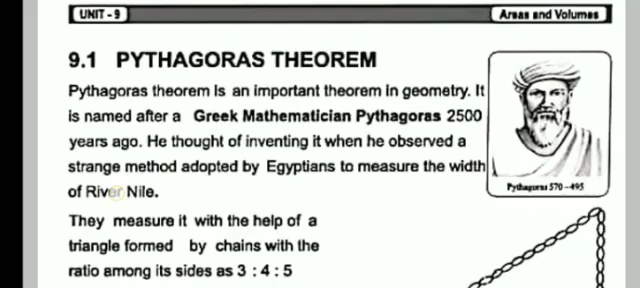 UNIT - 9
Areas and Volumes
9.1 PYTHAGORAS THEOREM
Pythagoras theorem is an important theorem in geometry. It
is named after a Greek Mathematician Pythagoras 2500
years ago. He thought of inventing it when he observed a
strange method adopted by Egyptians to measure the width
of River Nile.
Pythagoras 570 -495
They measure it with the help of a
triangle formed by chains with the
ratio among its sides as 3 : 4 : 5